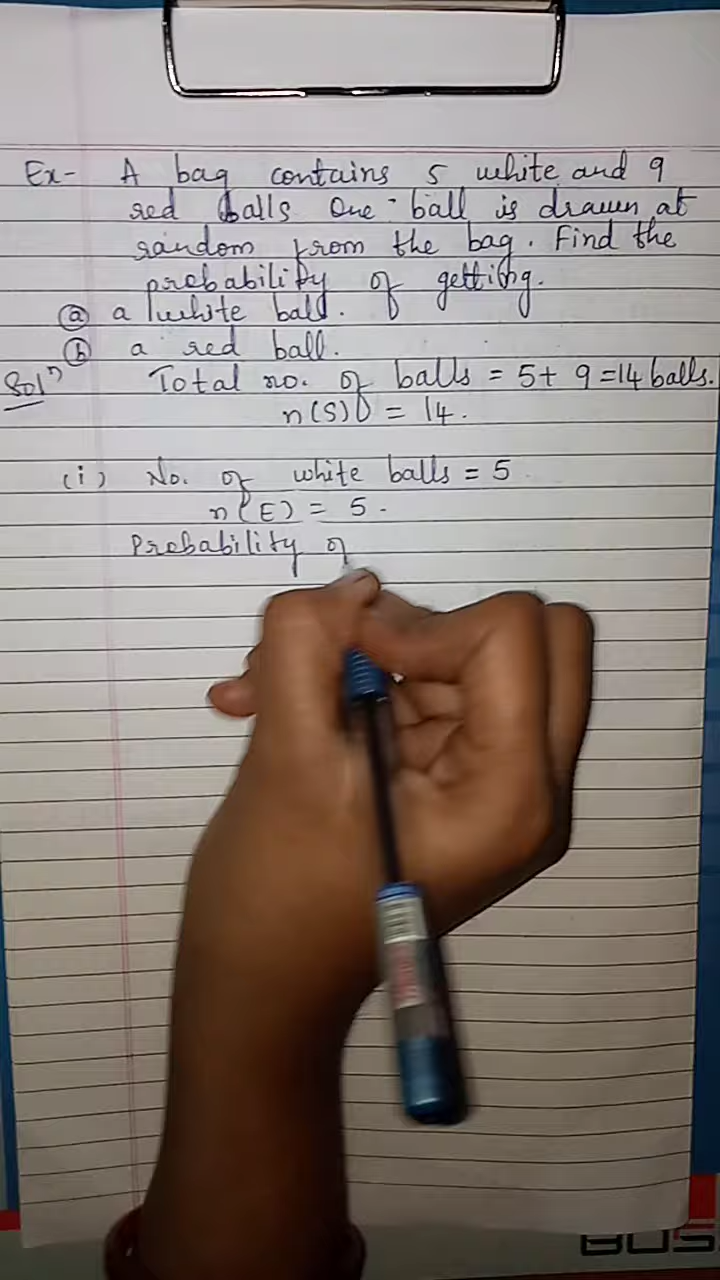 Ex- A bag contains 5 white and 9
red balls One ball is drawn at
random from the bag. Find the
probability of getting.
(a) a white ball.
(b) a red ball.
Solⁿ Total no. of balls = 5+ 9 =14 balls.
n(S) = 14.
(i) No. of white balls = 5
n(E) = 5.
Probability of